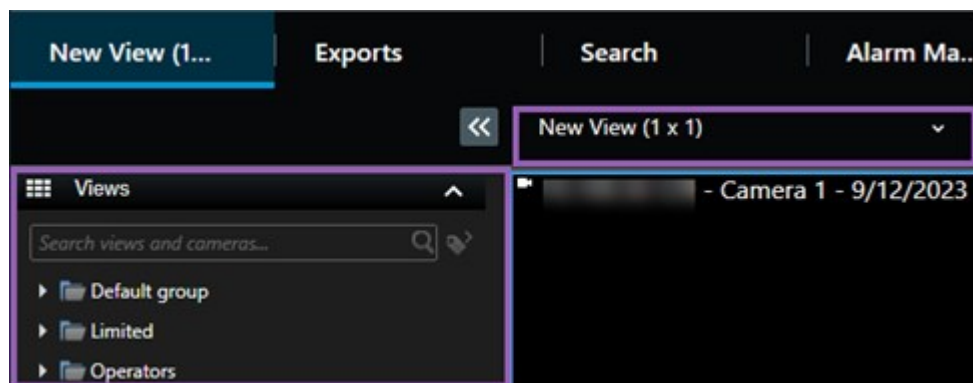 New View (1... Exports Search Alarm Ma...
New View (1 x 1)
Views
- Camera 1 - 9/12/2023
Search views and cameras...
Default group
Limited
Operators